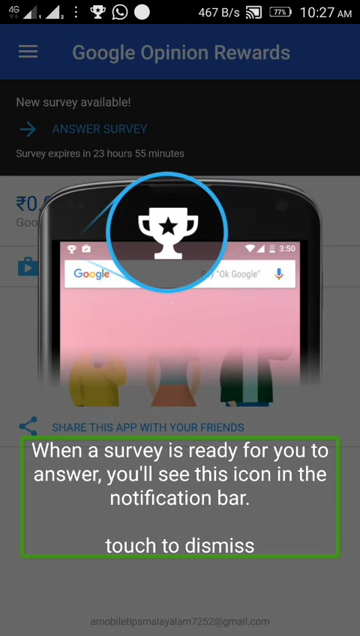 4G 467 B/s 77% 10:27 AM
Google Opinion Rewards
New survey available!
ANSWER SURVEY
Survey expires in 23 hours 55 minutes
₹0.
Goo
3:50
Google "Ok Google"
SHARE THIS APP WITH YOUR FRIENDS
When a survey is ready for you to
answer, you'll see this icon in the
notification bar.
touch to dismiss
amobiletipsmalayalam7252@gmail.com